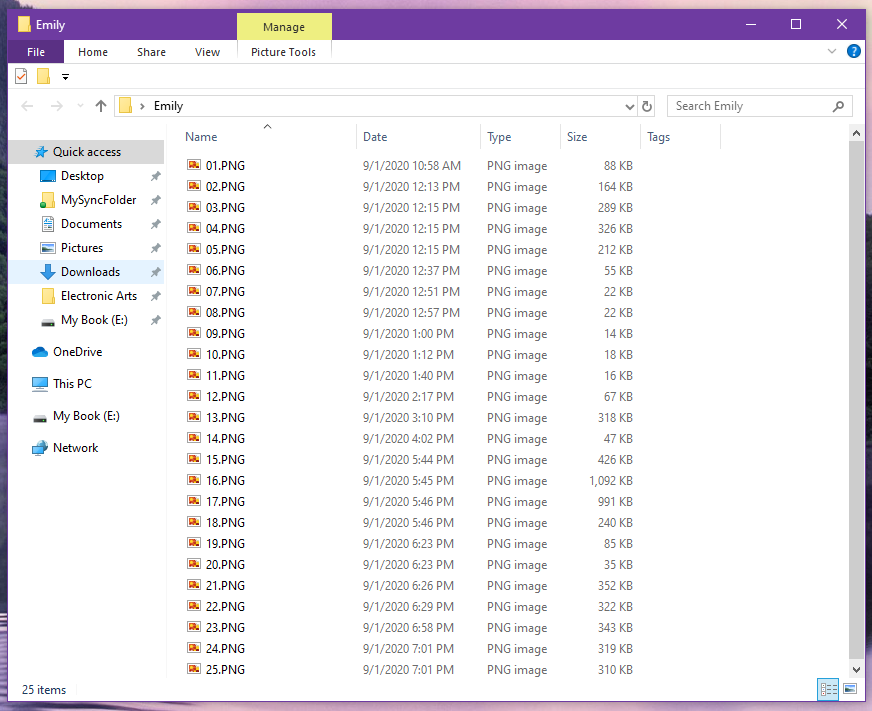 Emily
Manage
File Home Share View Picture Tools
Emily
Search Emily
Name Date Type Size Tags
Quick access
Desktop
MySyncFolder
Documents
Pictures
Downloads
Electronic Arts
My Book (E:)
OneDrive
This PC
My Book (E:)
Network
01.PNG 9/1/2020 10:58 AM PNG image 88 KB
02.PNG 9/1/2020 12:13 PM PNG image 164 KB
03.PNG 9/1/2020 12:15 PM PNG image 289 KB
04.PNG 9/1/2020 12:15 PM PNG image 326 KB
05.PNG 9/1/2020 12:15 PM PNG image 212 KB
06.PNG 9/1/2020 12:37 PM PNG image 55 KB
07.PNG 9/1/2020 12:51 PM PNG image 22 KB
08.PNG 9/1/2020 12:57 PM PNG image 22 KB
09.PNG 9/1/2020 1:00 PM PNG image 14 KB
10.PNG 9/1/2020 1:12 PM PNG image 18 KB
11.PNG 9/1/2020 1:40 PM PNG image 16 KB
12.PNG 9/1/2020 2:17 PM PNG image 67 KB
13.PNG 9/1/2020 3:10 PM PNG image 318 KB
14.PNG 9/1/2020 4:02 PM PNG image 47 KB
15.PNG 9/1/2020 5:44 PM PNG image 426 KB
16.PNG 9/1/2020 5:45 PM PNG image 1,092 KB
17.PNG 9/1/2020 5:46 PM PNG image 991 KB
18.PNG 9/1/2020 5:46 PM PNG image 240 KB
19.PNG 9/1/2020 6:23 PM PNG image 85 KB
20.PNG 9/1/2020 6:23 PM PNG image 35 KB
21.PNG 9/1/2020 6:26 PM PNG image 352 KB
22.PNG 9/1/2020 6:29 PM PNG image 322 KB
23.PNG 9/1/2020 6:58 PM PNG image 343 KB
24.PNG 9/1/2020 7:01 PM PNG image 319 KB
25.PNG 9/1/2020 7:01 PM PNG image 310 KB
25 items